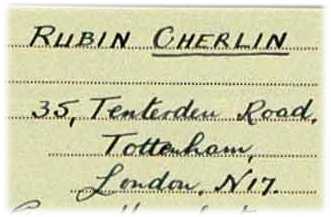 RUBIN CHERLIN
35, Tenterden Road,
Tottenham,
London, N17.